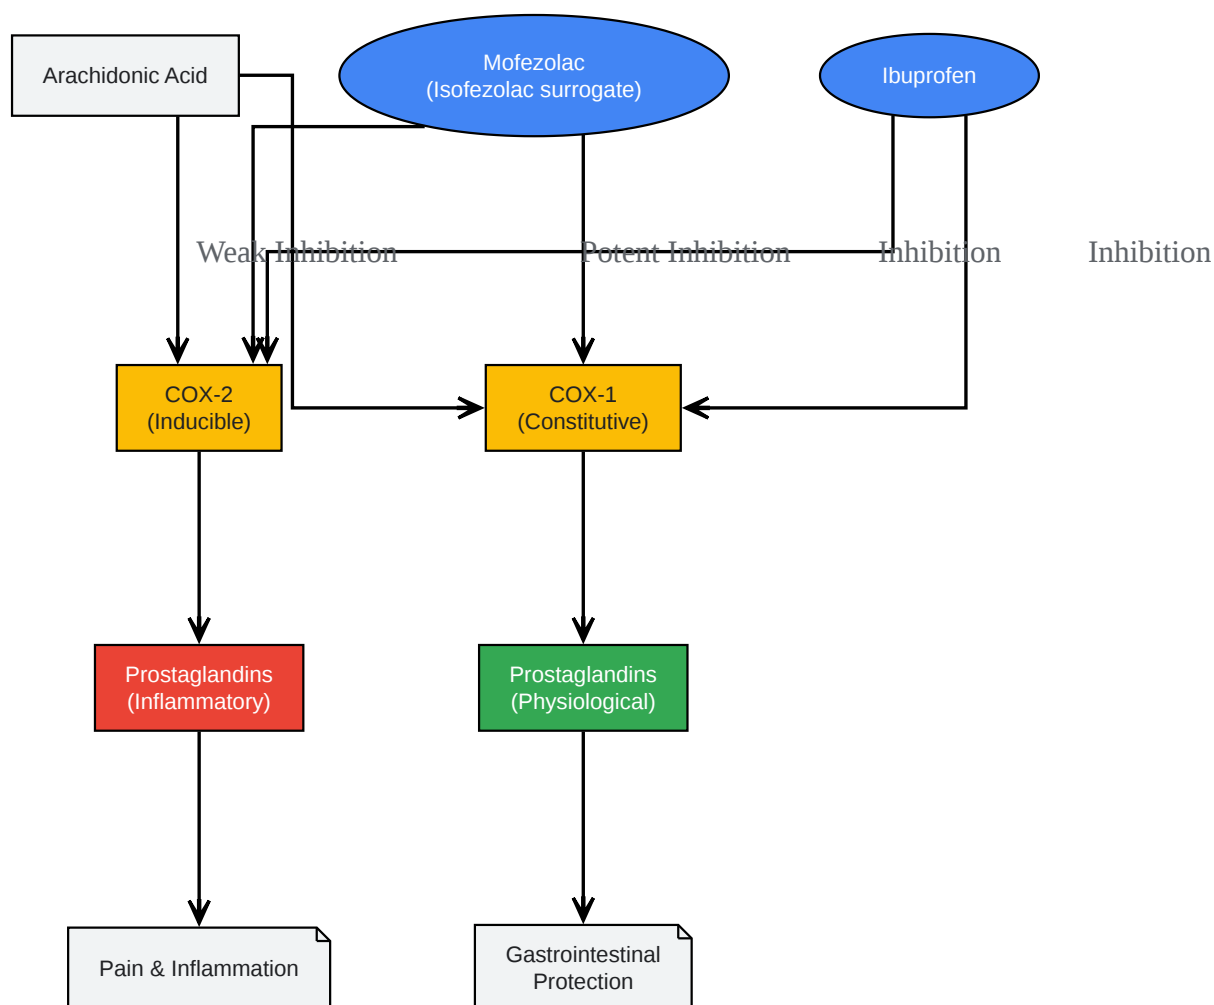 Arachidonic Acid
Mofezolac
(Isofezolac surrogate)
Ibuprofen
Weak Inhibition
Potent Inhibition
Inhibition
Inhibition
COX-2
(Inducible)
COX-1
(Constitutive)
Prostaglandins
(Inflammatory)
Prostaglandins
(Physiological)
Pain & Inflammation
Gastrointestinal
Protection